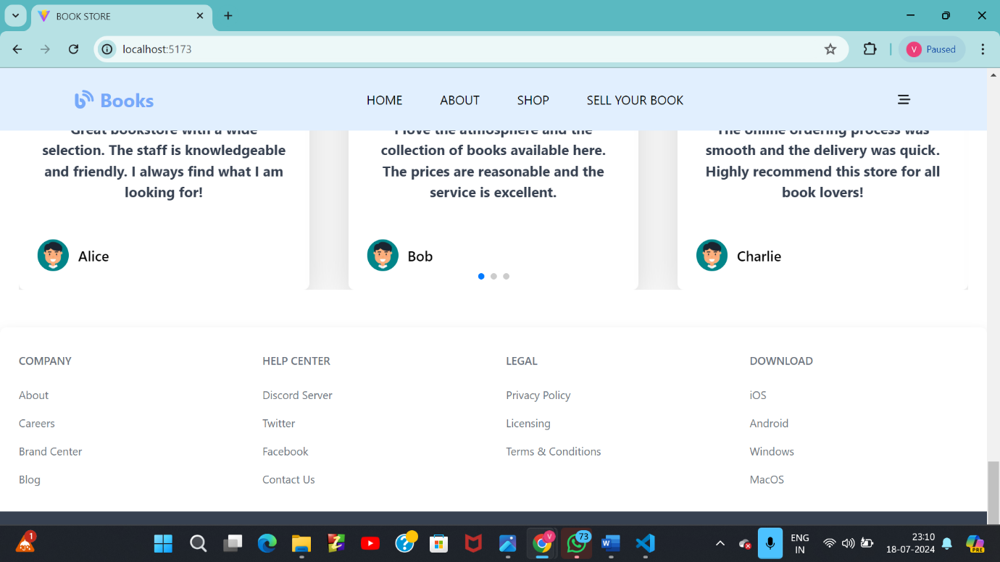 BOOK STORE
localhost:5173
V Paused
Books
HOME ABOUT SHOP SELL YOUR BOOK
Great bookstore with a wide
selection. The staff is knowledgeable
and friendly. I always find what I am
looking for!
Alice
I love the atmosphere and the
collection of books available here.
The prices are reasonable and the
service is excellent.
Bob
The online ordering process was
smooth and the delivery was quick.
Highly recommend this store for all
book lovers!
Charlie
COMPANY
About
Careers
Brand Center
Blog
HELP CENTER
Discord Server
Twitter
Facebook
Contact Us
LEGAL
Privacy Policy
Licensing
Terms & Conditions
DOWNLOAD
iOS
Android
Windows
MacOS
1
V
73
ENG
IN
23:10
18-07-2024
PRE